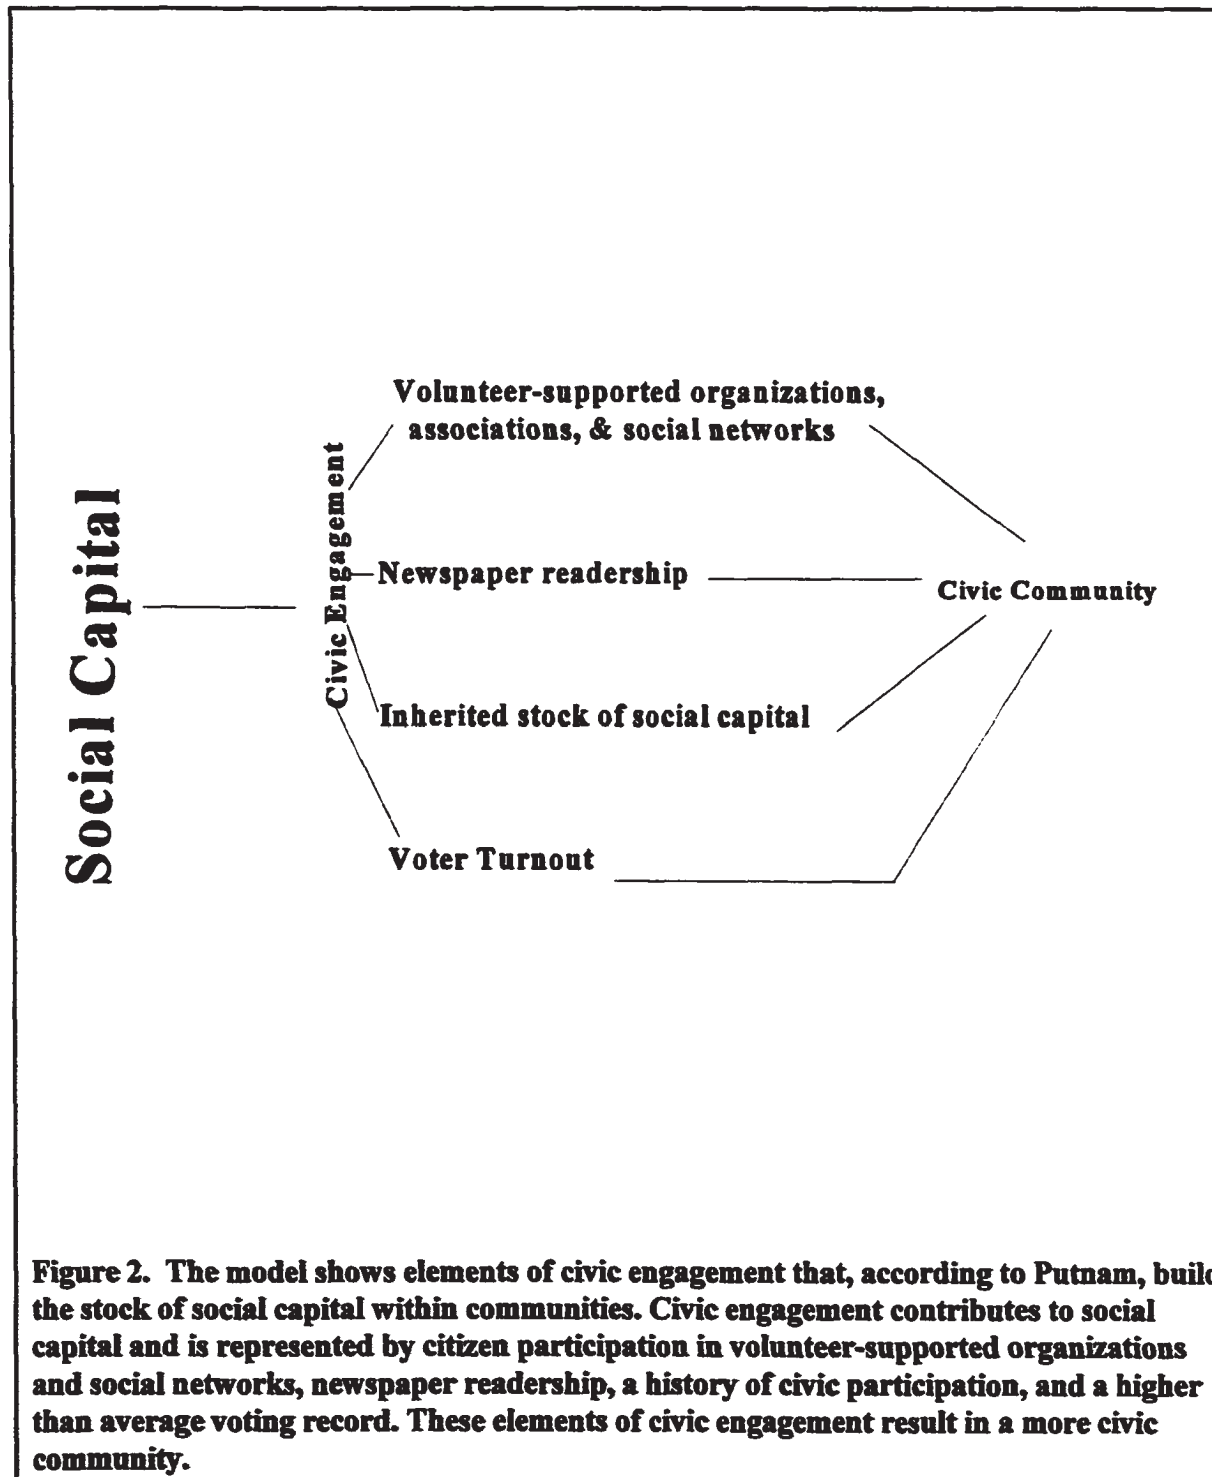 Social Capital
Civic Engagement
Volunteer-supported organizations,
associations, & social networks
Newspaper readership
Inherited stock of social capital
Voter Turnout
Civic Community
Figure 2. The model shows elements of civic engagement that, according to Putnam, build
the stock of social capital within communities. Civic engagement contributes to social
capital and is represented by citizen participation in volunteer-supported organizations
and social networks, newspaper readership, a history of civic participation, and a higher
than average voting record. These elements of civic engagement result in a more civic
community.